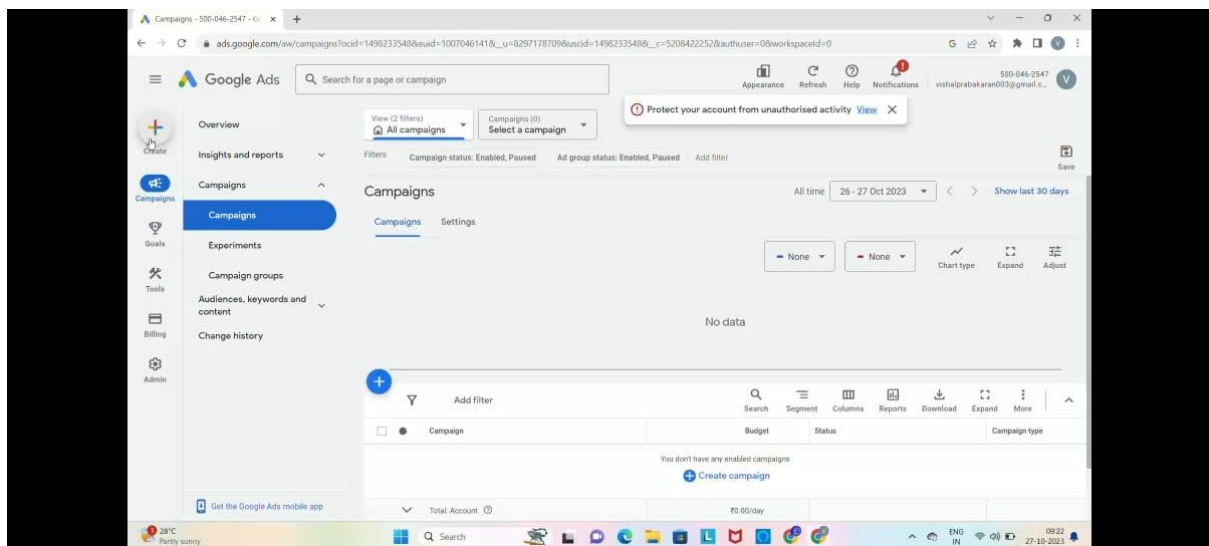 Campaigns - 500-046-2547 - G
ads.google.com/aw/campaigns?ocid=1498233548&euid=1007046141&__u=8297178709&uscid=1498233548&__c=5208422252&authuser=0&workspaceId=0
Google Ads
Search for a page or campaign
Appearance
Refresh
Help
Notifications
500-046-2547
vishalprabakaran003@gmail.c...
V
Protect your account from unauthorised activity View
Create
Campaigns
Goals
Tools
Billing
Admin
Overview
Insights and reports
Campaigns
Campaigns
Experiments
Campaign groups
Audiences, keywords and
content
Change history
Get the Google Ads mobile app
View (2 filters)
All campaigns
Campaigns (0)
Select a campaign
Filters
Campaign status: Enabled, Paused
Ad group status: Enabled, Paused
Add filter
Save
Campaigns
All time
26 - 27 Oct 2023
Show last 30 days
Campaigns
Settings
None
None
Chart type
Expand
Adjust
No data
Add filter
Search
Segment
Columns
Reports
Download
Expand
More
Campaign
Budget
Status
Campaign type
You don't have any enabled campaigns
Create campaign
Total: Account
₹0.00/day
28°C
Partly sunny
Search
ENG
IN
09:22
27-10-2023